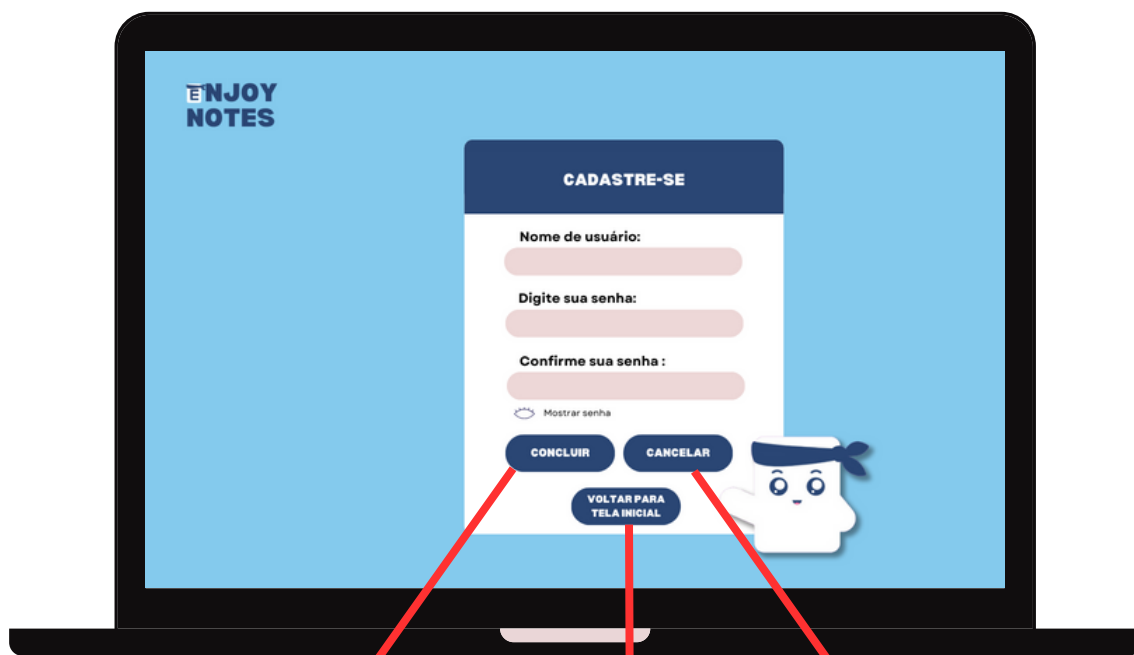 ENJOY
NOTES
CADASTRE-SE
Nome de usuário:
Digite sua senha:
Confirme sua senha :
Mostrar senha
CONCLUIR
CANCELAR
VOLTAR PARA
TELA INICIAL